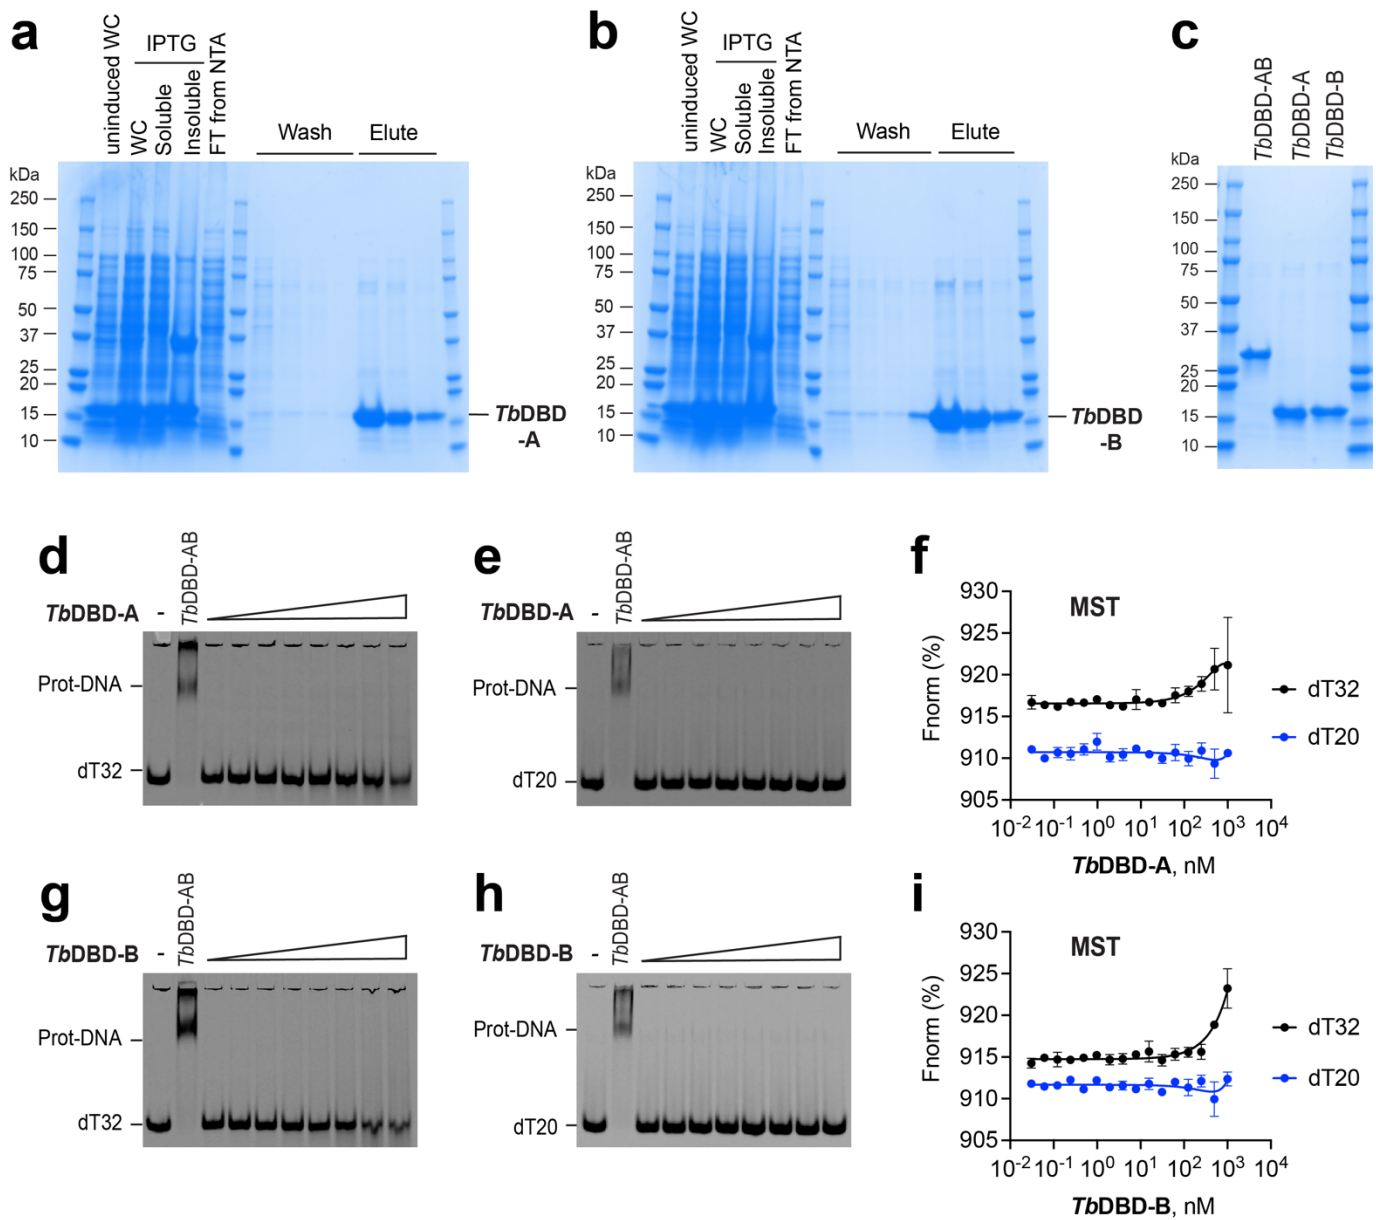 a
uninduced WC
IPTG
WC
Soluble
Insoluble
FT from NTA
Wash
Elute
kDa
250
150
100
75
50
37
25
20
15
10
TbDBD
-A
b
uninduced WC
IPTG
WC
Soluble
Insoluble
FT from NTA
Wash
Elute
kDa
250
150
100
75
50
37
25
20
15
10
TbDBD
-B
c
TbDBD-AB
TbDBD-A
TbDBD-B
kDa
250
150
100
75
50
37
25
20
15
10
d
TbDBD-A
-
TbDBD-AB
Prot-DNA
dT32
e
TbDBD-A
-
TbDBD-AB
Prot-DNA
dT20
f
MST
Fnorm (%)
930
925
920
915
910
905
10⁻² 10⁻¹ 10⁰ 10¹ 10² 10³ 10⁴
TbDBD-A, nM
dT32
dT20
g
TbDBD-B
-
TbDBD-AB
Prot-DNA
dT32
h
TbDBD-B
-
TbDBD-AB
Prot-DNA
dT20
i
MST
Fnorm (%)
930
925
920
915
910
905
10⁻² 10⁻¹ 10⁰ 10¹ 10² 10³ 10⁴
TbDBD-B, nM
dT32
dT20